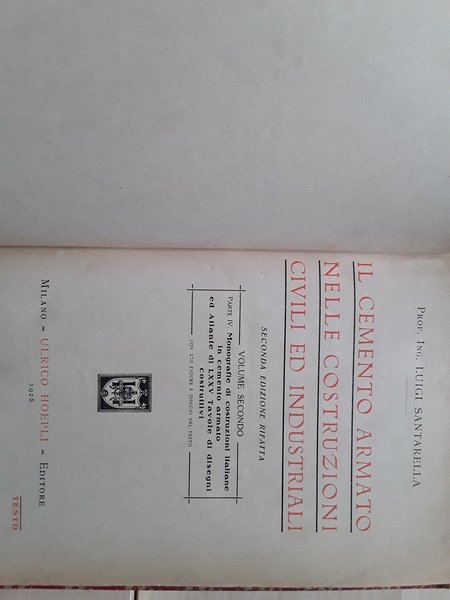 PROF. ING. LUIGI SANTARELLA
IL CEMENTO ARMATO
NELLE COSTRUZIONI
CIVILI ED INDUSTRIALI
SECONDA EDIZIONE RIFATTA
VOLUME SECONDO
PARTE IV. Monografie di costruzioni italiane
in cemento armato
ed Atlante di LXXV Tavole di disegni
costruttivi
CON 270 FIGURE E DISEGNI NEL TESTO
MILANO = ULRICO HOEPLI = EDITORE
1928
TESTO